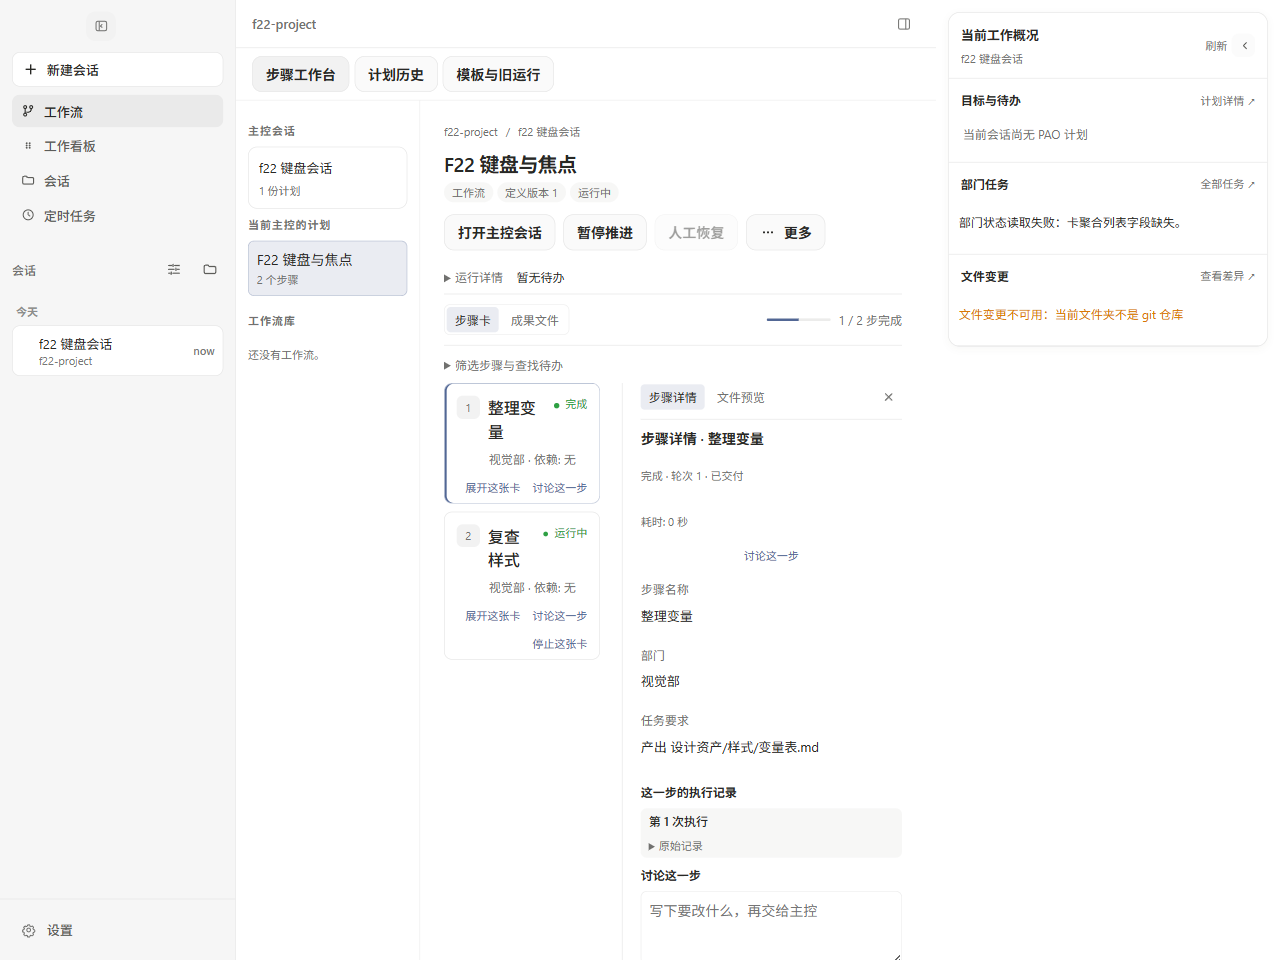 新建会话
工作流
工作看板
会话
定时任务
会话
今天
f22 键盘会话
f22-project
now
设置
f22-project
步骤工作台
计划历史
模板与旧运行
主控会话
f22 键盘会话
1 份计划
当前主控的计划
F22 键盘与焦点
2 个步骤
工作流库
还没有工作流。
f22-project / f22 键盘会话
F22 键盘与焦点
工作流 定义版本 1 运行中
打开主控会话 暂停推进 人工恢复 ··· 更多
运行详情 暂无待办
步骤卡 成果文件 1 / 2 步完成
筛选步骤与查找待办
1 整理变量 完成
视觉部 · 依赖: 无
展开这张卡 讨论这一步
2 复查样式 运行中
视觉部 · 依赖: 无
展开这张卡 讨论这一步
停止这张卡
步骤详情 文件预览
步骤详情 · 整理变量
完成 · 轮次 1 · 已交付
耗时: 0 秒
讨论这一步
步骤名称
整理变量
部门
视觉部
任务要求
产出 设计资产/样式/变量表.md
这一步的执行记录
第 1 次执行
原始记录
讨论这一步
写下要改什么，再交给主控
当前工作概况
f22 键盘会话
刷新
目标与待办 计划详情 ↗
当前会话尚无 PAO 计划
部门任务 全部任务 ↗
部门状态读取失败：卡聚合列表字段缺失。
文件变更 查看差异 ↗
文件变更不可用：当前文件夹不是 git 仓库